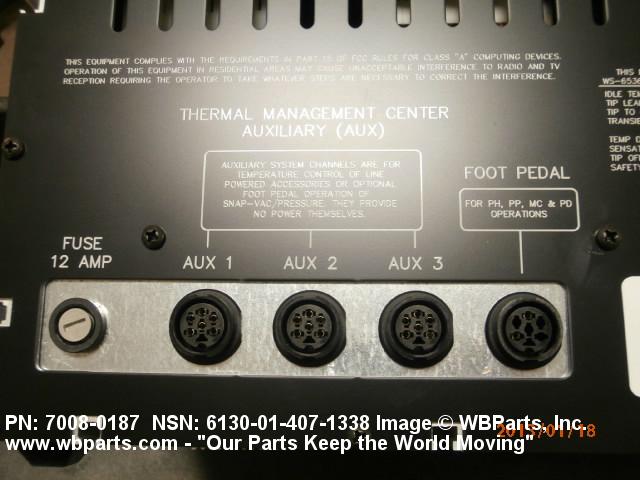 THIS EQUIPMENT COMPLIES WITH THE REQUIREMENTS IN PART 15 OF FCC RULES FOR CLASS "A" COMPUTING DEVICES.
OPERATION OF THIS EQUIPMENT IN RESIDENTIAL AREAS MAY CAUSE UNACCEPTABLE INTERFERENCE TO RADIO AND TV
RECEPTION REQUIRING THE OPERATOR TO TAKE WHATEVER STEPS ARE NECESSARY TO CORRECT THE INTERFERENCE.
THIS
WS-6536
IDLE TEM
TIP LEA
TIP TO
TRANSIE
TEMP O
SENSAT
TIP OF
SAFETY
THERMAL MANAGEMENT CENTER
AUXILIARY (AUX)
AUXILIARY SYSTEM CHANNELS ARE FOR
TEMPERATURE CONTROL OF LINE
POWERED ACCESSORIES OR OPTIONAL
FOOT PEDAL OPERATION OF
SNAP-VAC/PRESSURE. THEY PROVIDE
NO POWER THEMSELVES.
FOOT PEDAL
FOR PH, PP, MC & PD
OPERATIONS
FUSE
12 AMP
AUX 1
AUX 2
AUX 3
PN: 7008-0187 NSN: 6130-01-407-1338 Image © WBParts, Inc.
2013/01/18
www.wbparts.com - "Our Parts Keep the World Moving"